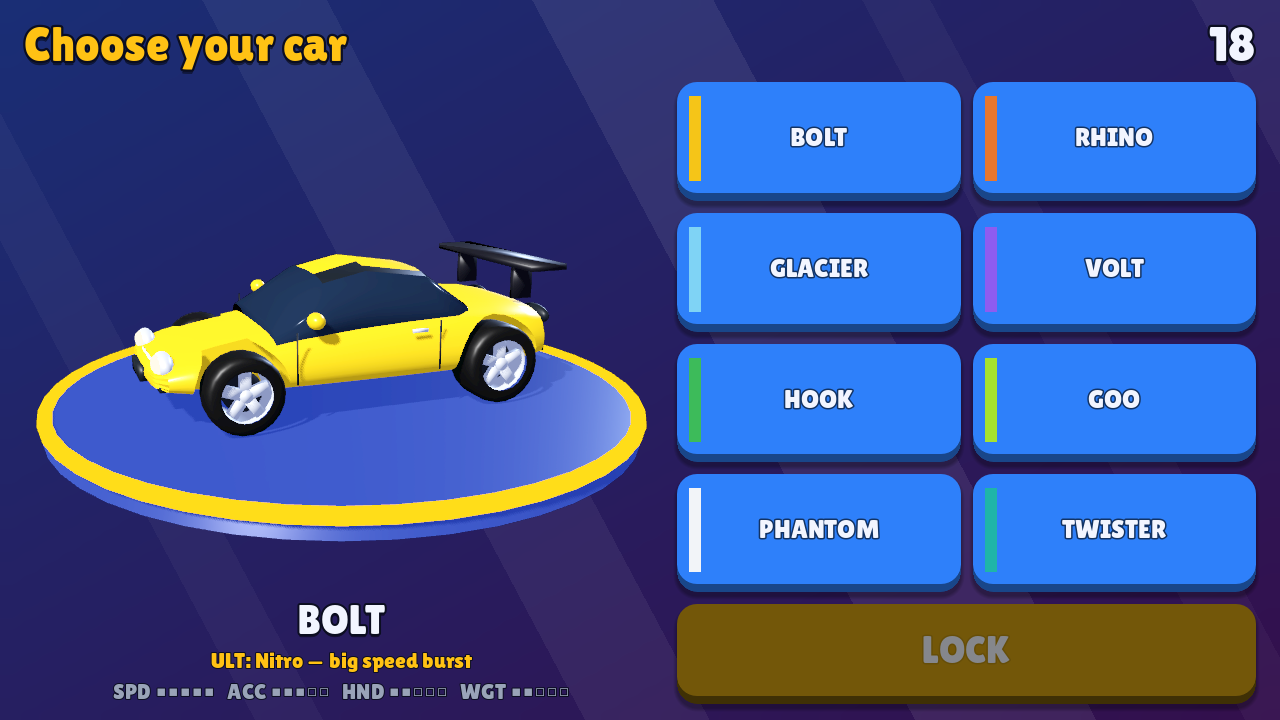 Choose your car
18
BOLT
RHINO
GLACIER
VOLT
HOOK
GOO
PHANTOM
TWISTER
LOCK
BOLT
ULT: Nitro — big speed burst
SPD ■■■■■ ACC ■■■□□ HND ■■□□□ WGT ■■□□□